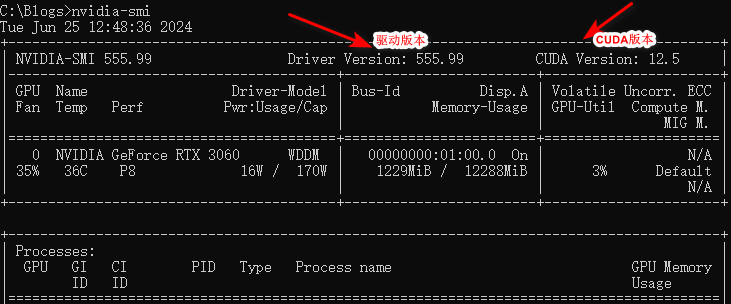 C:\Blogs>nvidia-smi
Tue Jun 25 12:48:36 2024
驱动版本
CUDA版本
NVIDIA-SMI 555.99 Driver Version: 555.99 CUDA Version: 12.5
GPU Name Driver-Model Bus-Id Disp.A Volatile Uncorr. ECC
Fan Temp Perf Pwr:Usage/Cap Memory-Usage GPU-Util Compute M.
MIG M.
0 NVIDIA GeForce RTX 3060 WDDM 00000000:01:00.0 On N/A
35% 36C P8 16W / 170W 1229MiB / 12288MiB 3% Default
N/A
Processes:
GPU GI CI PID Type Process name GPU Memory
ID ID Usage